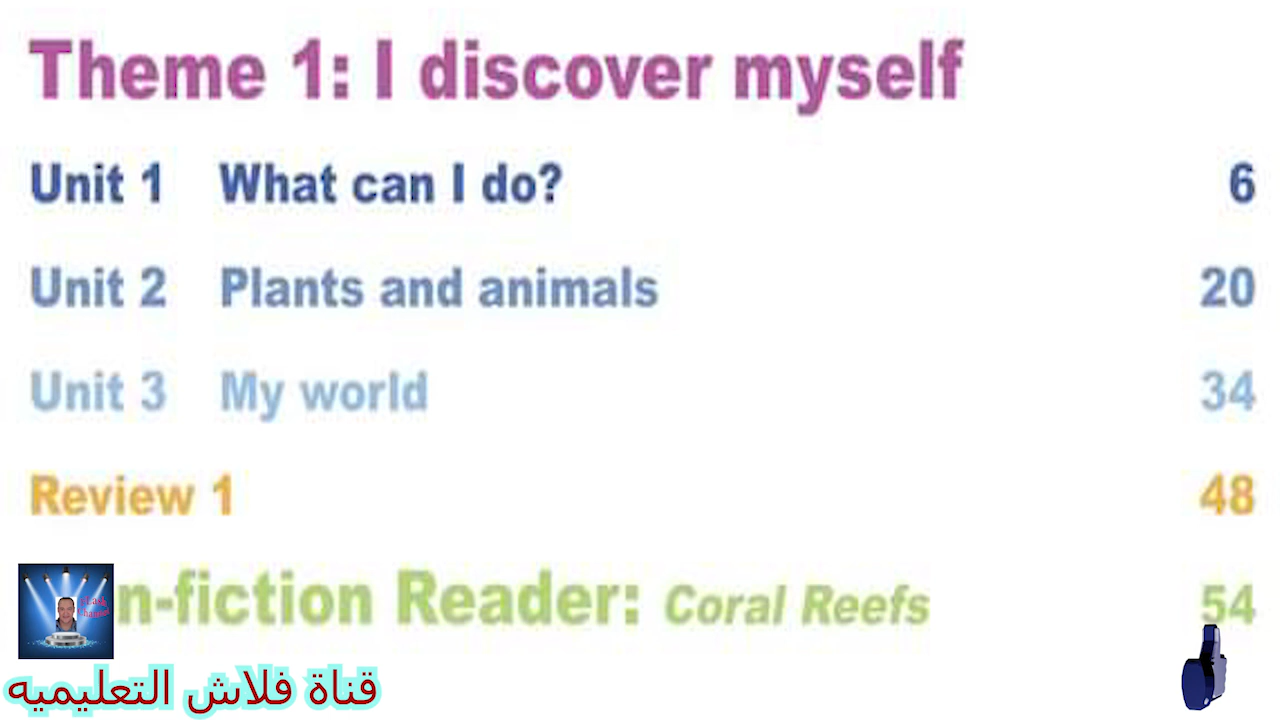 Theme 1: I discover myself
Unit 1 What can I do? 6
Unit 2 Plants and animals 20
Unit 3 My world 34
Review 1 48
n-fiction Reader: Coral Reefs 54
قناة فلاش التعليميه